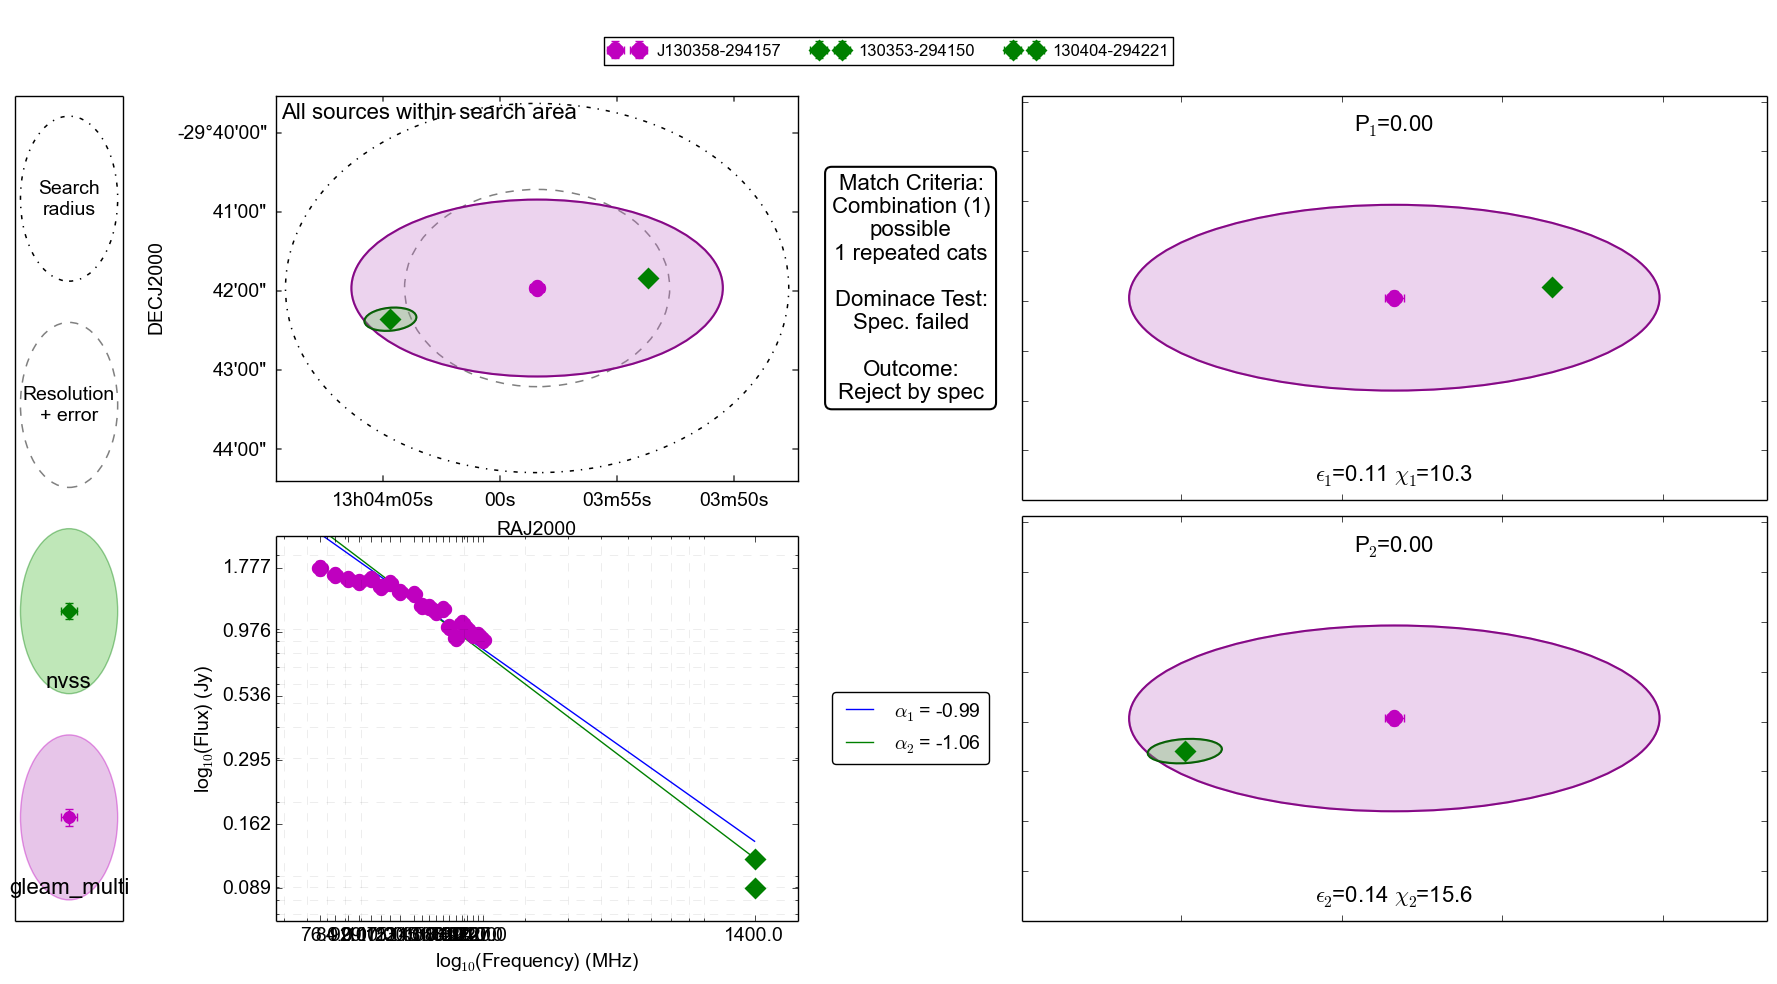 J130358-294157 130353-294150 130404-294221
Search
radius
Resolution
+ error
nvss
gleam_multi
All sources within search area
-29°40'00"
41'00"
42'00"
43'00"
44'00"
DECJ2000
13h04m05s 00s 03m55s 03m50s
RAJ2000
Match Criteria:
Combination (1)
possible
1 repeated cats
Dominace Test:
Spec. failed
Outcome:
Reject by spec
P1=0.00
ϵ1=0.11 χ1=10.3
1.777
0.976
0.536
0.295
0.162
0.089
log10(Flux) (Jy)
1400.0
log10(Frequency) (MHz)
α1 = -0.99
α2 = -1.06
P2=0.00
ϵ2=0.14 χ2=15.6